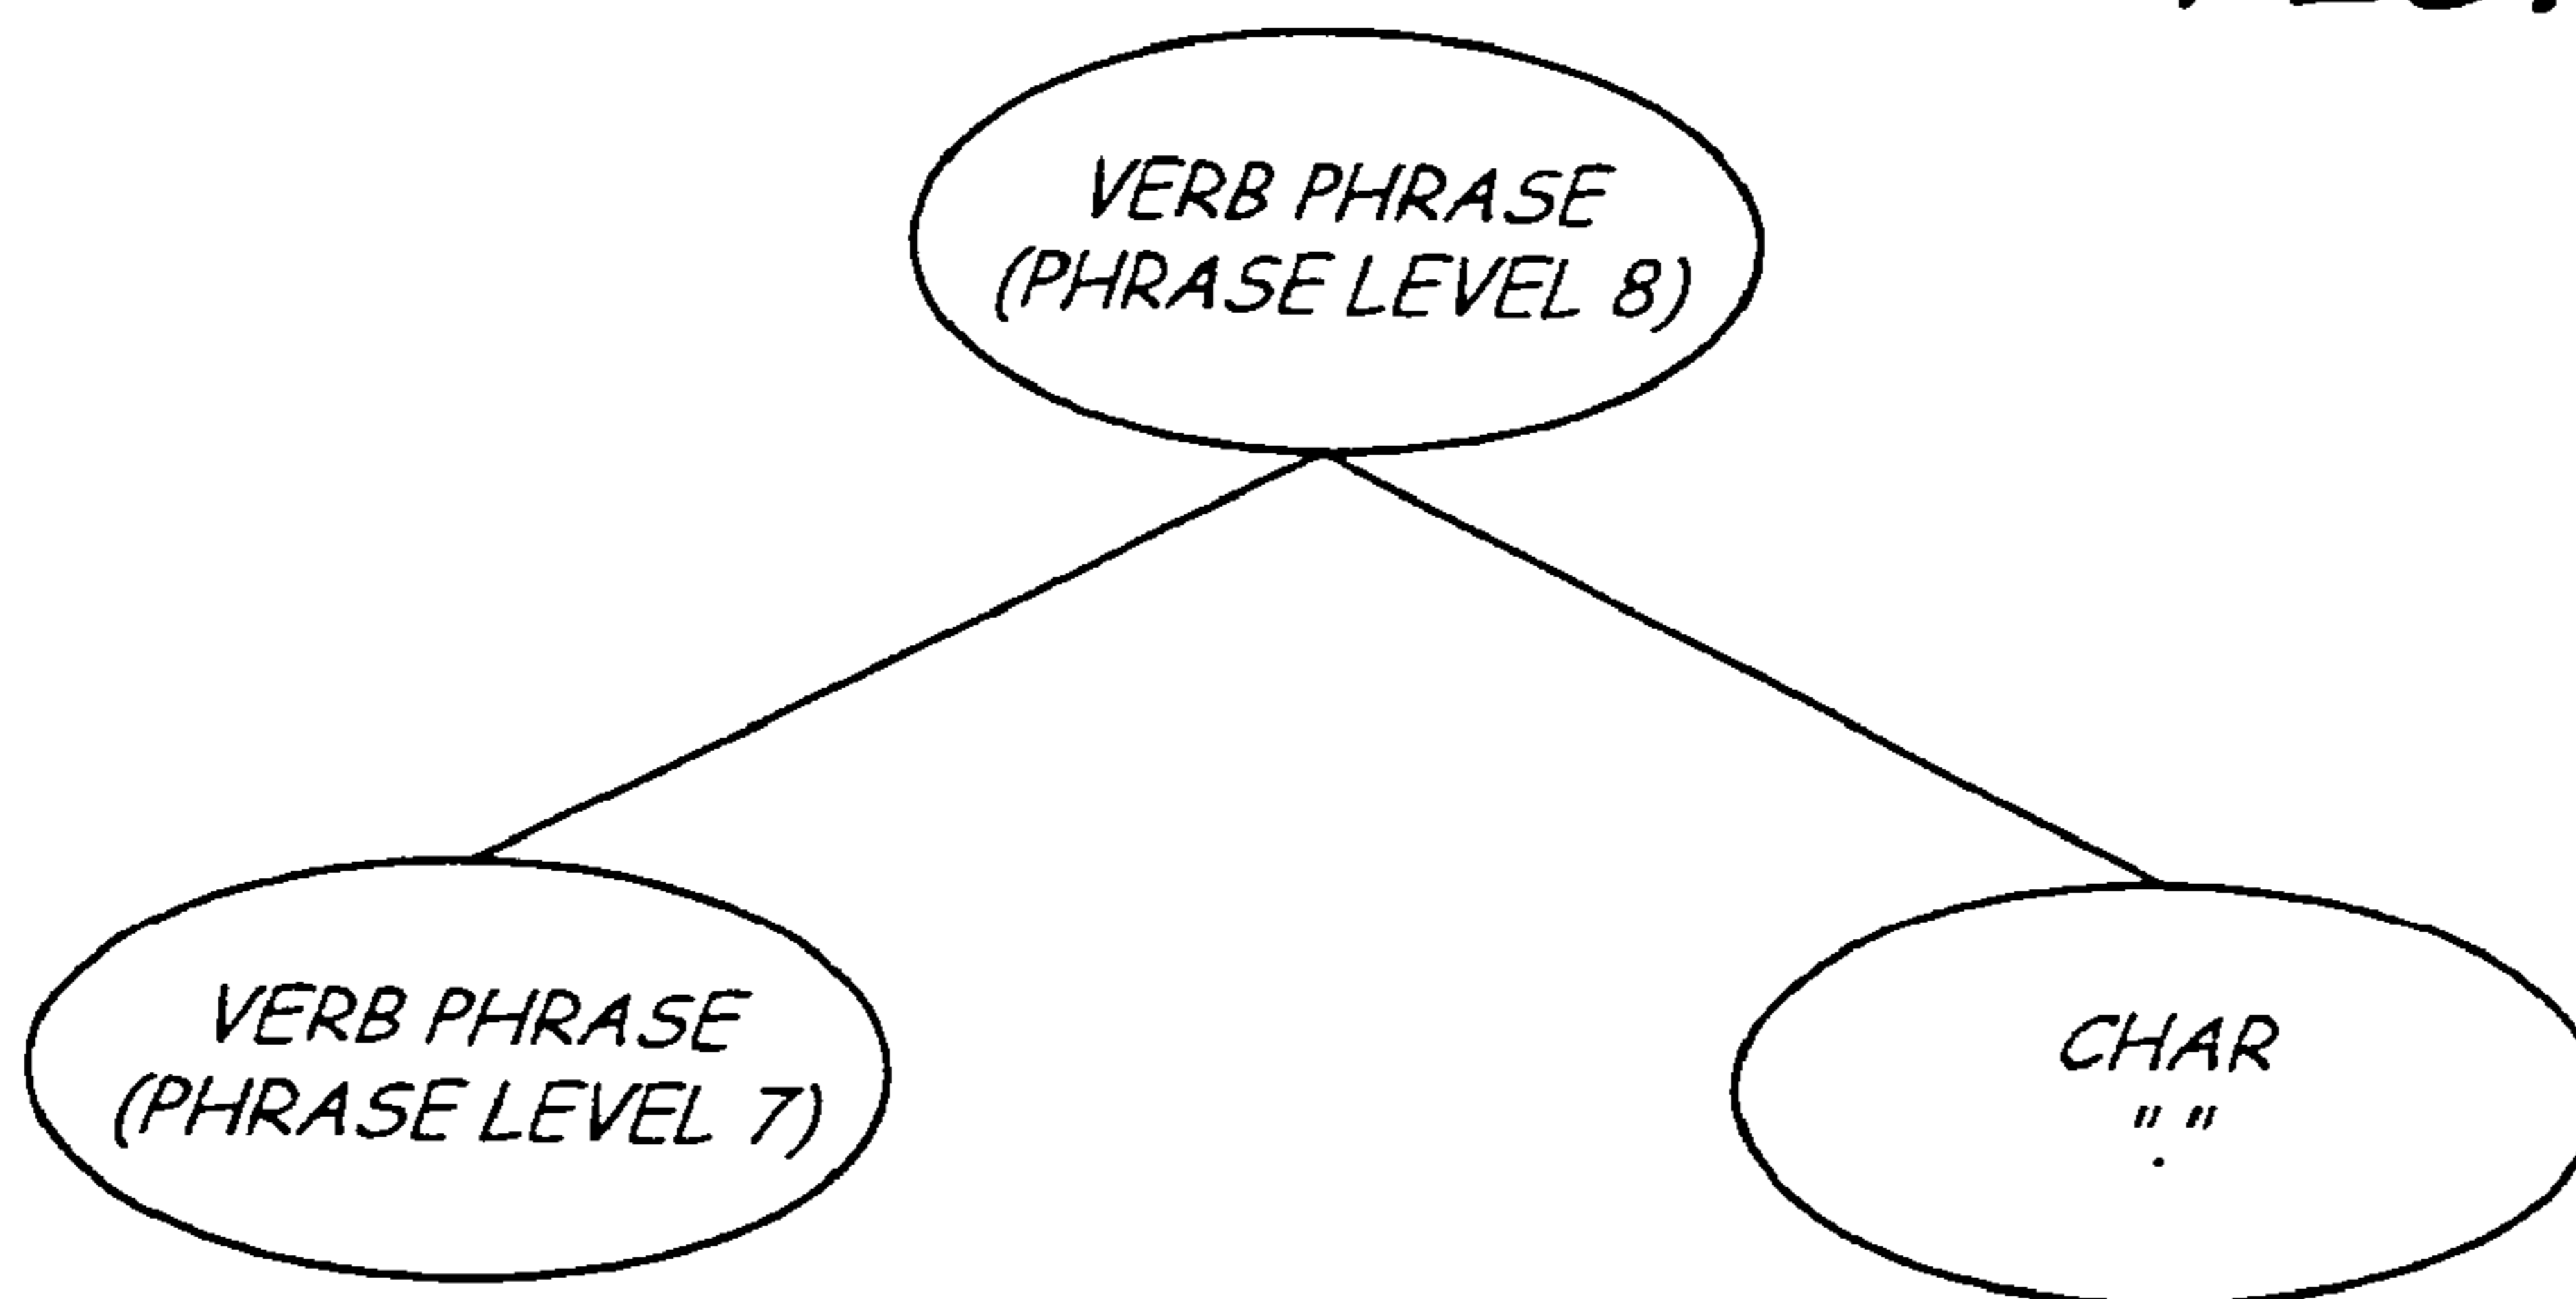 VERB PHRASE
(PHRASE LEVEL 8)
VERB PHRASE
(PHRASE LEVEL 7)
CHAR
"."